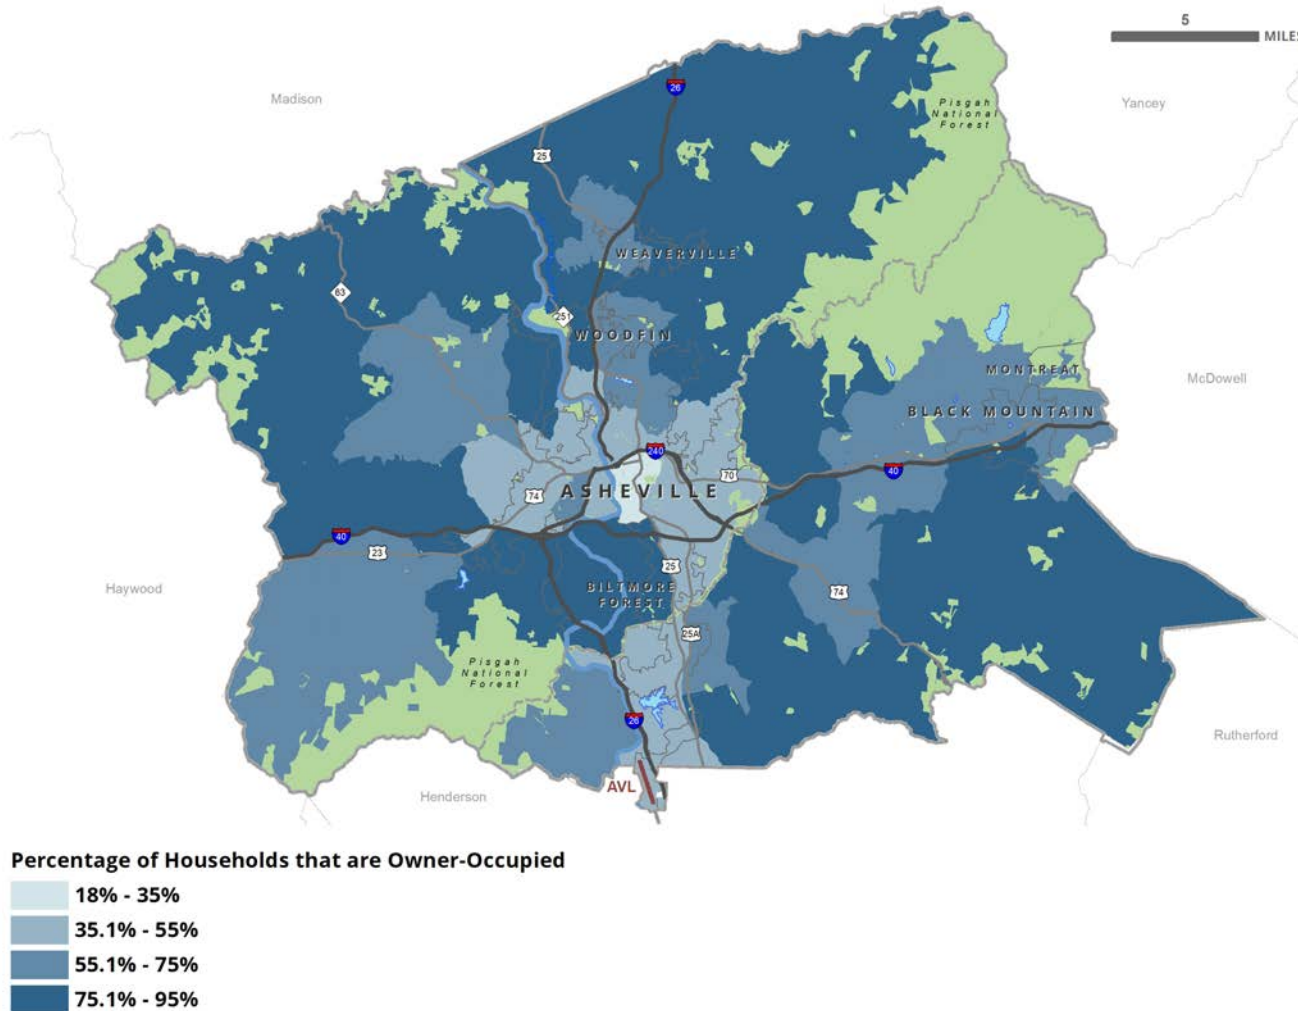 5
MILES
Madison
26
Yancey
Pisgah
National
Forest
25
WEAVERVILLE
63
251
WOODFIN
MONTREAT
McDowell
BLACK MOUNTAIN
240
40
70
74
ASHEVILLE
40
23
25
Haywood
BILTMORE
FOREST
74
25A
Pisgah
National
Forest
26
Rutherford
AVL
Henderson
Percentage of Households that are Owner-Occupied
18% - 35%
35.1% - 55%
55.1% - 75%
75.1% - 95%